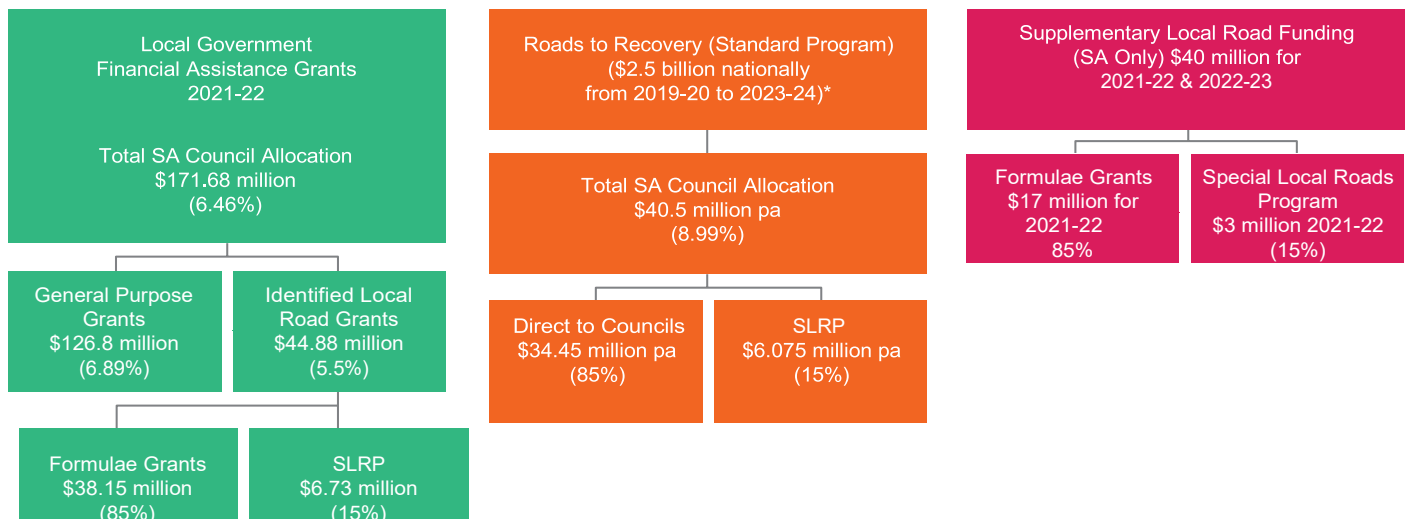 Local Government
Financial Assistance Grants
2021-22
Total SA Council Allocation
$171.68 million
(6.46%)
General Purpose
Grants
$126.8 million
(6.89%)
Identified Local
Road Grants
$44.88 million
(5.5%)
Formulae Grants
$38.15 million
(85%)
SLRP
$6.73 million
(15%)
Roads to Recovery (Standard Program)
($2.5 billion nationally
from 2019-20 to 2023-24)*
Total SA Council Allocation
$40.5 million pa
(8.99%)
Direct to Councils
$34.45 million pa
(85%)
SLRP
$6.075 million pa
(15%)
Supplementary Local Road Funding
(SA Only) $40 million for
2021-22 & 2022-23
Formulae Grants
$17 million for
2021-22
85%
Special Local Roads
Program
$3 million 2021-22
(15%)